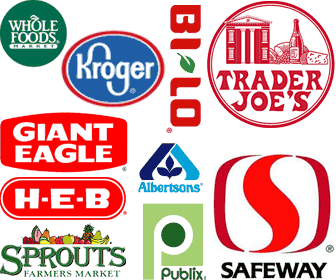 WHOLE
FOODS
MARKET
Kroger
®
BI-LO
®
TRADER
JOE'S
GIANT
EAGLE
®
H-E-B
®
Albertsons®
SPROUTS
FARMERS MARKET
Publix.
SAFEWAY
®